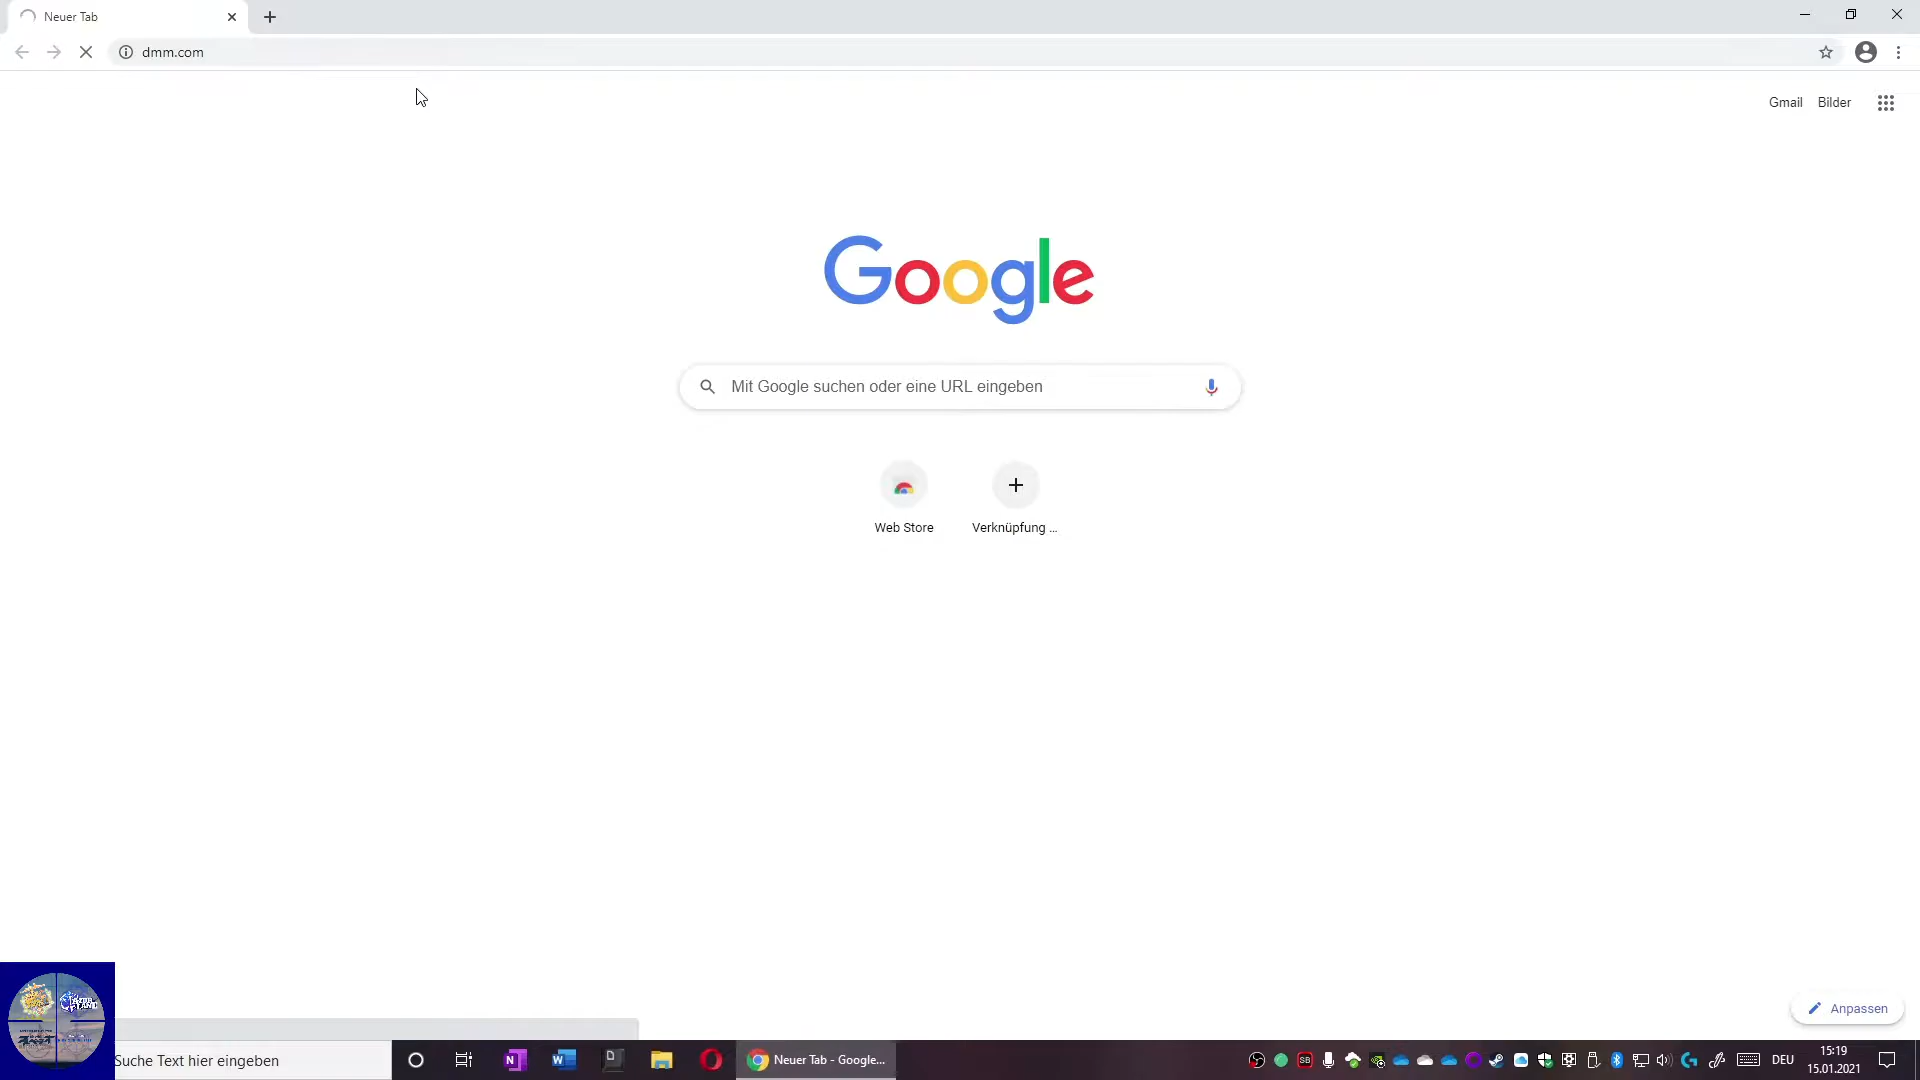 Neuer Tab
dmm.com
Gmail Bilder
Google
Mit Google suchen oder eine URL eingeben
Web Store
Verknüpfung ...
Anpassen
Suche Text hier eingeben
Neuer Tab - Google...
DEU
15:19
15.01.2021